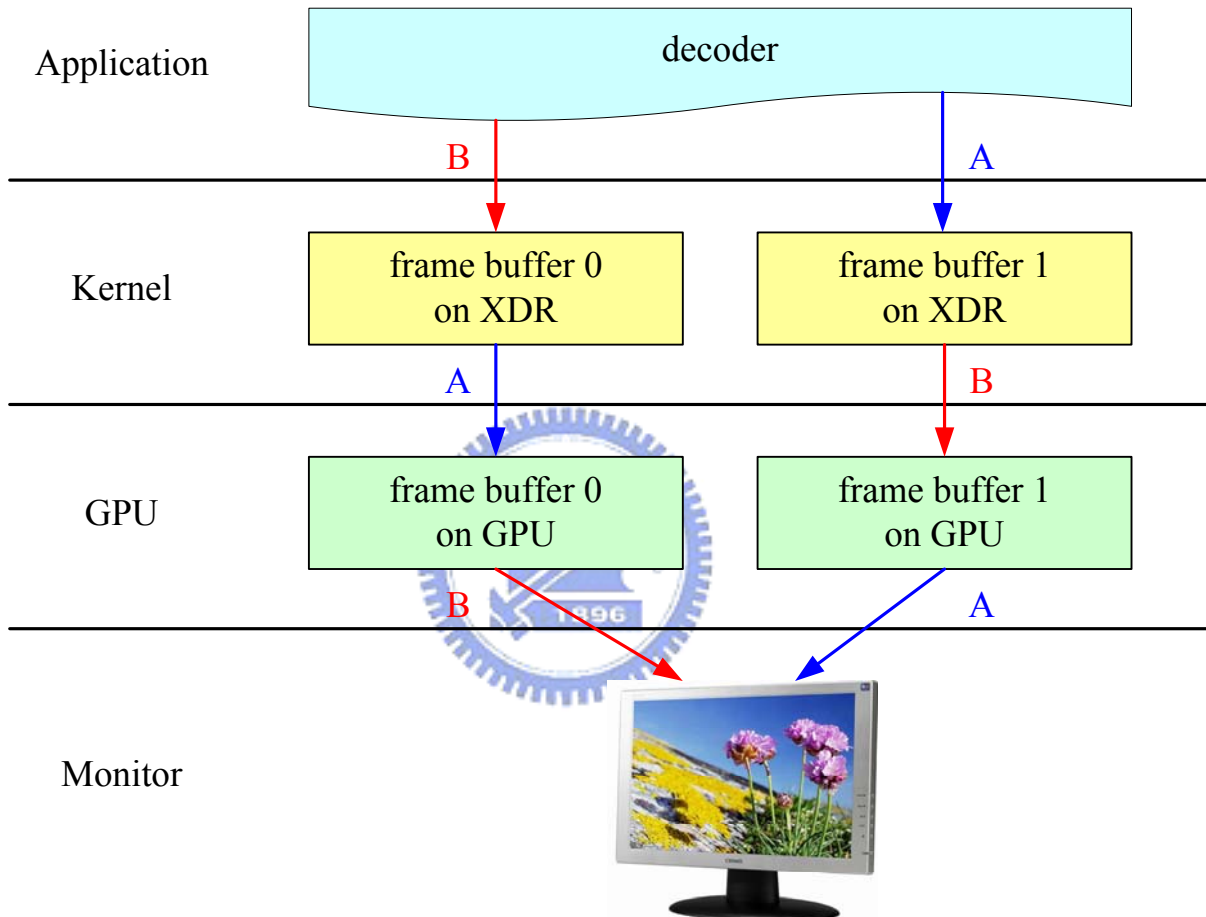 decoder
Application
B
A
frame buffer 0
on XDR
frame buffer 1
on XDR
Kernel
A
B
frame buffer 0
on GPU
frame buffer 1
on GPU
GPU
B
A
1896
Monitor